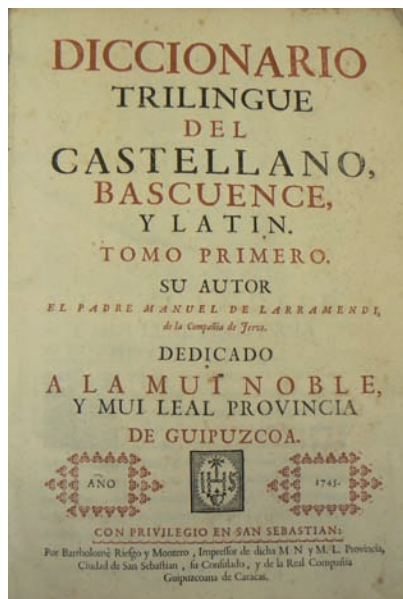 DICCIONARIO
TRILINGUE
DEL
CASTELLANO,
BASCUENCE,
Y LATIN.
TOMO PRIMERO.
SU AUTOR
EL PADRE MANUEL DE LARRAMENDI,
de la Compañia de Jesus.
DEDICADO
A LA MUI NOBLE,
Y MUI LEAL PROVINCIA
DE GUIPUZCOA.
AÑO IHS 1745.
CON PRIVILEGIO EN SAN SEBASTIAN:
Por Bartholomè Riesgo y Montero, Impressor de dicha M N y M. L. Provincia,
Ciudad de San Sebastian, su Consulado, y de la Real Compañia
Guipuzcoana de Caracas.